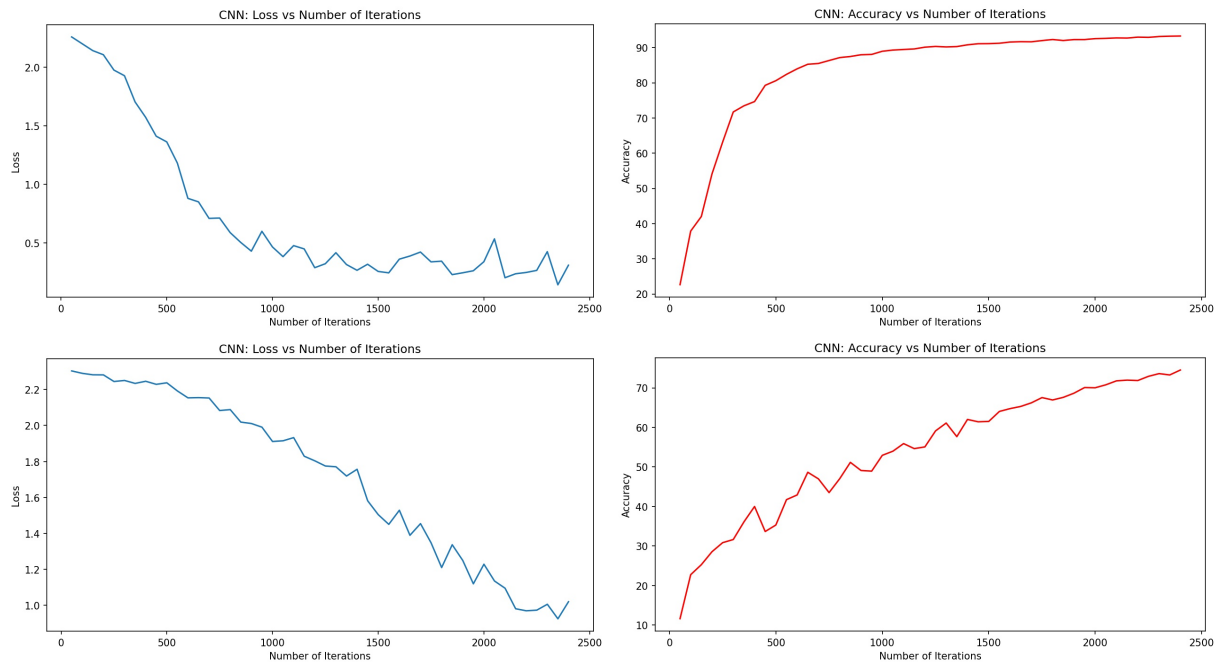 CNN: Loss vs Number of Iterations
2.0
1.5
1.0
0.5
Loss
0 500 1000 1500 2000 2500
Number of Iterations
CNN: Accuracy vs Number of Iterations
90
80
70
60
50
40
30
20
Accuracy
0 500 1000 1500 2000 2500
Number of Iterations
CNN: Loss vs Number of Iterations
2.2
2.0
1.8
1.6
1.4
1.2
1.0
Loss
0 500 1000 1500 2000 2500
Number of Iterations
CNN: Accuracy vs Number of Iterations
70
60
50
40
30
20
10
Accuracy
0 500 1000 1500 2000 2500
Number of Iterations